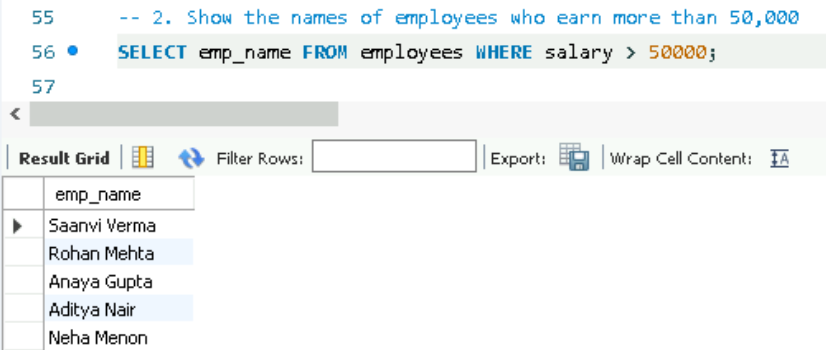 55 -- 2. Show the names of employees who earn more than 50,000
56 SELECT emp_name FROM employees WHERE salary > 50000;
57
Result Grid Filter Rows: Export: Wrap Cell Content: IA
emp_name
Saanvi Verma
Rohan Mehta
Anaya Gupta
Aditya Nair
Neha Menon